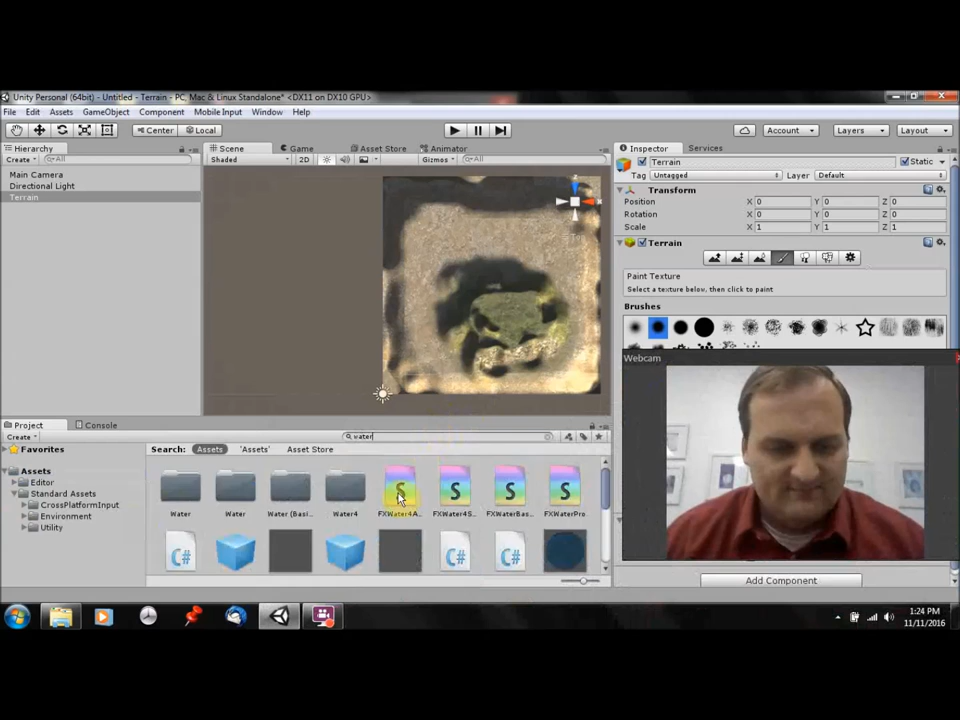 Unity Personal (64bit) - Untitled - Terrain - PC, Mac & Linux Standalone* <DX11 on DX10 GPU>
File Edit Assets GameObject Component Mobile Input Window Help
Center Local Account Layers Layout
Hierarchy Scene Game Asset Store Animator Inspector Services
Create All Shaded 2D Gizmos All Terrain Static
Main Camera
Directional Light
Terrain
Tag Untagged Layer Default
Transform
Position X 0 Y 0 Z 0
Rotation X 0 Y 0 Z 0
Scale X 1 Y 1 Z 1
Terrain
Paint Texture
Select a texture below, then click to paint
Brushes
Webcam
Project Console
Create water
Favorites Search: Assets 'Assets' Asset Store
Assets
Editor
Standard Assets
CrossPlatformInput
Environment
Utility
Water Water Water (Basi... Water4 FXWater4A... FXWater4S... FXWaterBas... FXWaterPro
C# C# C#
Add Component
1:24 PM
11/11/2016